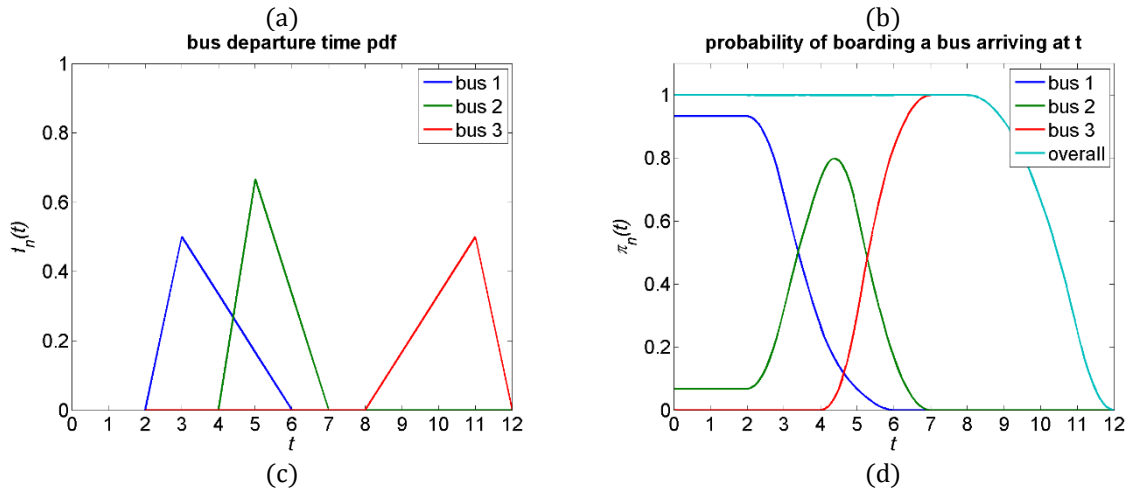 (a)
(b)
bus departure time pdf
probability of boarding a bus arriving at t
1
0.8
0.6
0.4
0.2
0
f_n(t)
bus 1
bus 2
bus 3
0 1 2 3 4 5 6 7 8 9 10 11 12
t
1
0.8
0.6
0.4
0.2
0
π_n(t)
bus 1
bus 2
bus 3
overall
0 1 2 3 4 5 6 7 8 9 10 11 12
t
(c)
(d)